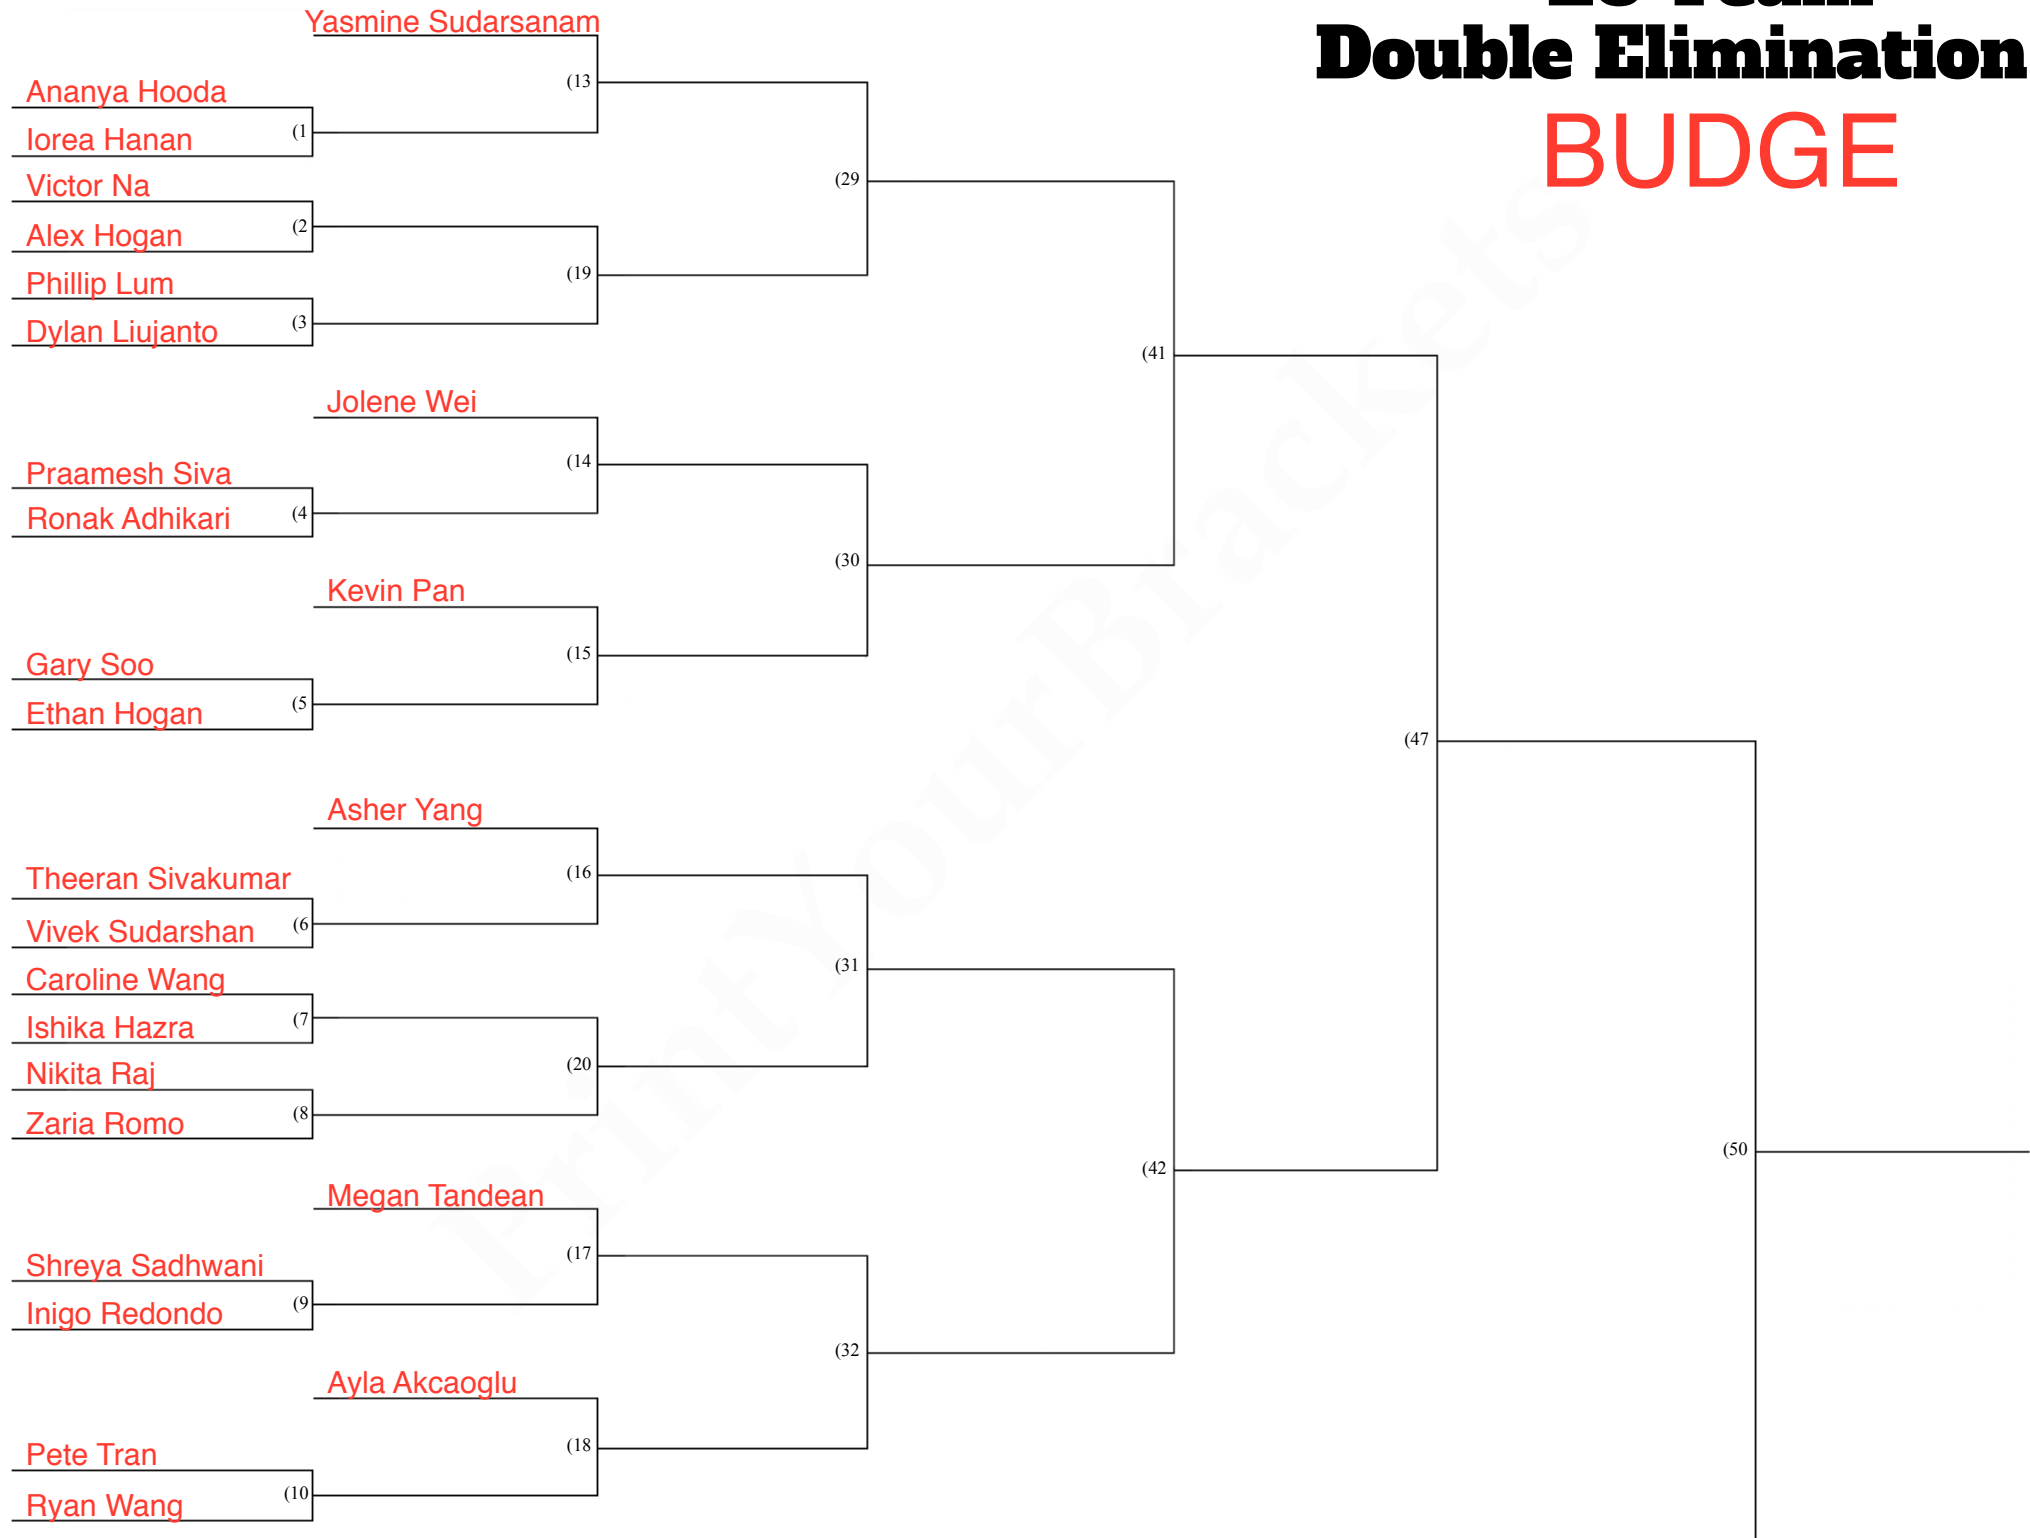 Double Elimination
BUDGE
Yasmine Sudarsanam
(13
Ananya Hooda
(1
Iorea Hanan
(29
Victor Na
(2
Alex Hogan
(19
Phillip Lum
(3
Dylan Liujanto
(41
Jolene Wei
(14
Praamesh Siva
(4
Ronak Adhikari
(30
Kevin Pan
(15
Gary Soo
(5
Ethan Hogan
(47
Asher Yang
(16
Theeran Sivakumar
(6
Vivek Sudarshan
(31
Caroline Wang
(7
Ishika Hazra
(20
Nikita Raj
(8
Zaria Romo
(50
(42
Megan Tandean
(17
Shreya Sadhwani
(9
Inigo Redondo
(32
Ayla Akcaoglu
(18
Pete Tran
(10
Ryan Wang
PrintYourBrackets